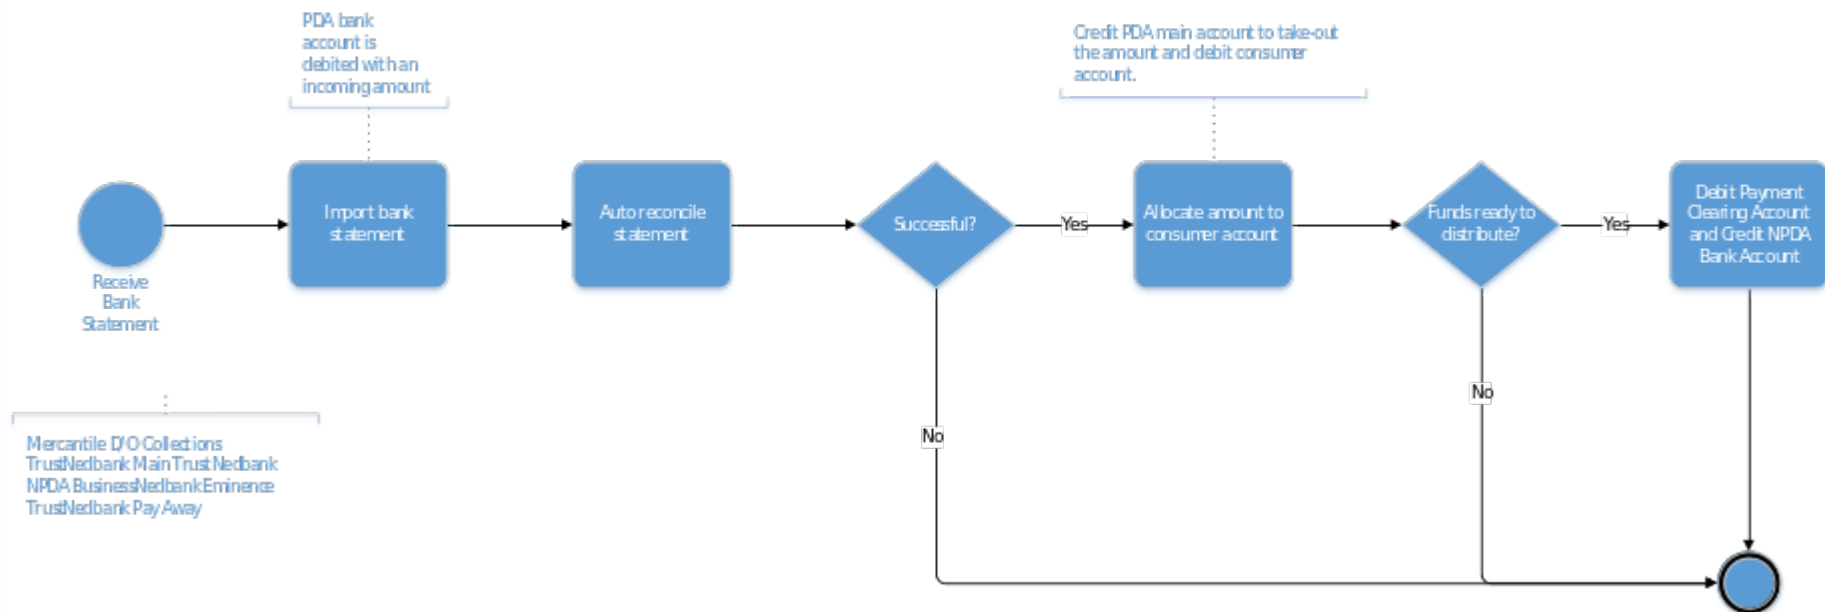 PDA bank
account is
debited with an
incoming amount
Credit PDA main account to take-out
the amount and debit consumer
account.
Receive
Bank
Statement
Import bank
statement
Auto reconcile
statement
Successful?
Yes
Allocate amount to
consumer account
Funds ready to
distribute?
Yes
Debit Payment
Clearing Account
and Credit NPDA
Bank Account
No
No
Mercantile D/O Collections
TrustNedbank Main Trust Nedbank
NPDA BusinessNedbank Eminence
TrustNedbank Pay Away